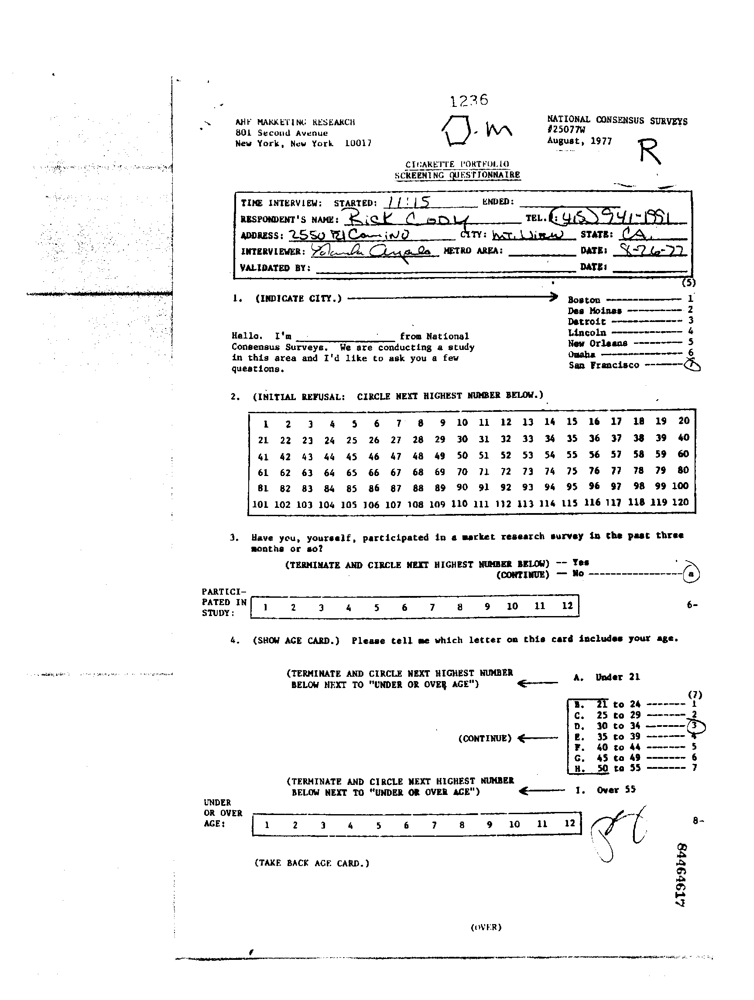 1236
AHF MARKETING RESEARCH
801 Second Avenue
New York, New York 10017
NATIONAL CONSENSUS SURVEYS
#25077W
August, 1977
R
CIGARETTE PORTFOLIO
SCREENING QUESTIONNAIRE
TIME INTERVIEW: STARTED: 11:15 ENDED:
RESPONDENT'S NAME: Rick Cody TEL. (415) 941-1991
ADDRESS: 2550 El Camino CITY: MT. View STATE: CA.
INTERVIEWER: Yolanda METRO AREA: DATE: 8-26-77
VALIDATED BY: DATE:
(5)
1. (INDICATE CITY.)
Boston 1
Des Moines 2
Detroit 3
Lincoln 4
New Orleans 5
Omaha 6
San Francisco 7
Hello. I'm from National
Consensus Surveys. We are conducting a study
in this area and I'd like to ask you a few
questions.
2. (INITIAL REFUSAL: CIRCLE NEXT HIGHEST NUMBER BELOW.)
1 2 3 4 5 6 7 8 9 10 11 12 13 14 15 16 17 18 19 20
21 22 23 24 25 26 27 28 29 30 31 32 33 34 35 36 37 38 39 40
41 42 43 44 45 46 47 48 49 50 51 52 53 54 55 56 57 58 59 60
61 62 63 64 65 66 67 68 69 70 71 72 73 74 75 76 77 78 79 80
81 82 83 84 85 86 87 88 89 90 91 92 93 94 95 96 97 98 99 100
101 102 103 104 105 106 107 108 109 110 111 112 113 114 115 116 117 118 119 120
3. Have you, yourself, participated in a market research survey in the past three
months or so?
(TERMINATE AND CIRCLE NEXT HIGHEST NUMBER BELOW) -- Yes
(CONTINUE) -- No
PARTICI-
PATED IN
STUDY: 1 2 3 4 5 6 7 8 9 10 11 12 6-
4. (SHOW AGE CARD.) Please tell me which letter on this card includes your age.
(TERMINATE AND CIRCLE NEXT HIGHEST NUMBER
BELOW NEXT TO "UNDER OR OVER AGE")
A. Under 21
(7)
B. 21 to 24 1
C. 25 to 29 2
D. 30 to 34 3
(CONTINUE) E. 35 to 39 4
F. 40 to 44 5
G. 45 to 49 6
H. 50 to 55 7
(TERMINATE AND CIRCLE NEXT HIGHEST NUMBER
BELOW NEXT TO "UNDER OR OVER AGE")
I. Over 55
UNDER
OR OVER
AGE: 1 2 3 4 5 6 7 8 9 10 11 12 8-
(TAKE BACK AGE CARD.)
84464617
(OVER)